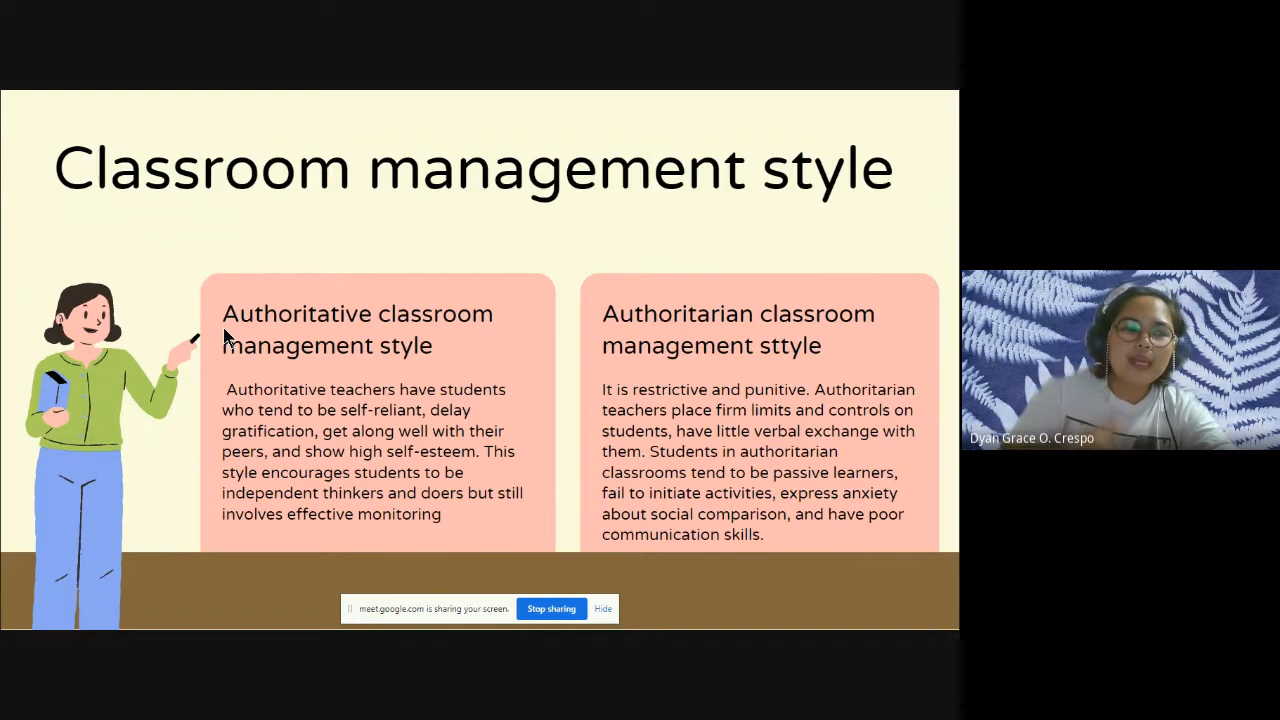 Classroom management style
Authoritative classroom
management style
Authoritative teachers have students
who tend to be self-reliant, delay
gratification, get along well with their
peers, and show high self-esteem. This
style encourages students to be
independent thinkers and doers but still
involves effective monitoring
Authoritarian classroom
management sttyle
It is restrictive and punitive. Authoritarian
teachers place firm limits and controls on
students, have little verbal exchange with
them. Students in authoritarian
classrooms tend to be passive learners,
fail to initiate activities, express anxiety
about social comparison, and have poor
communication skills.
Dyan Grace O. Crespo
meet.google.com is sharing your screen.
Stop sharing
Hide